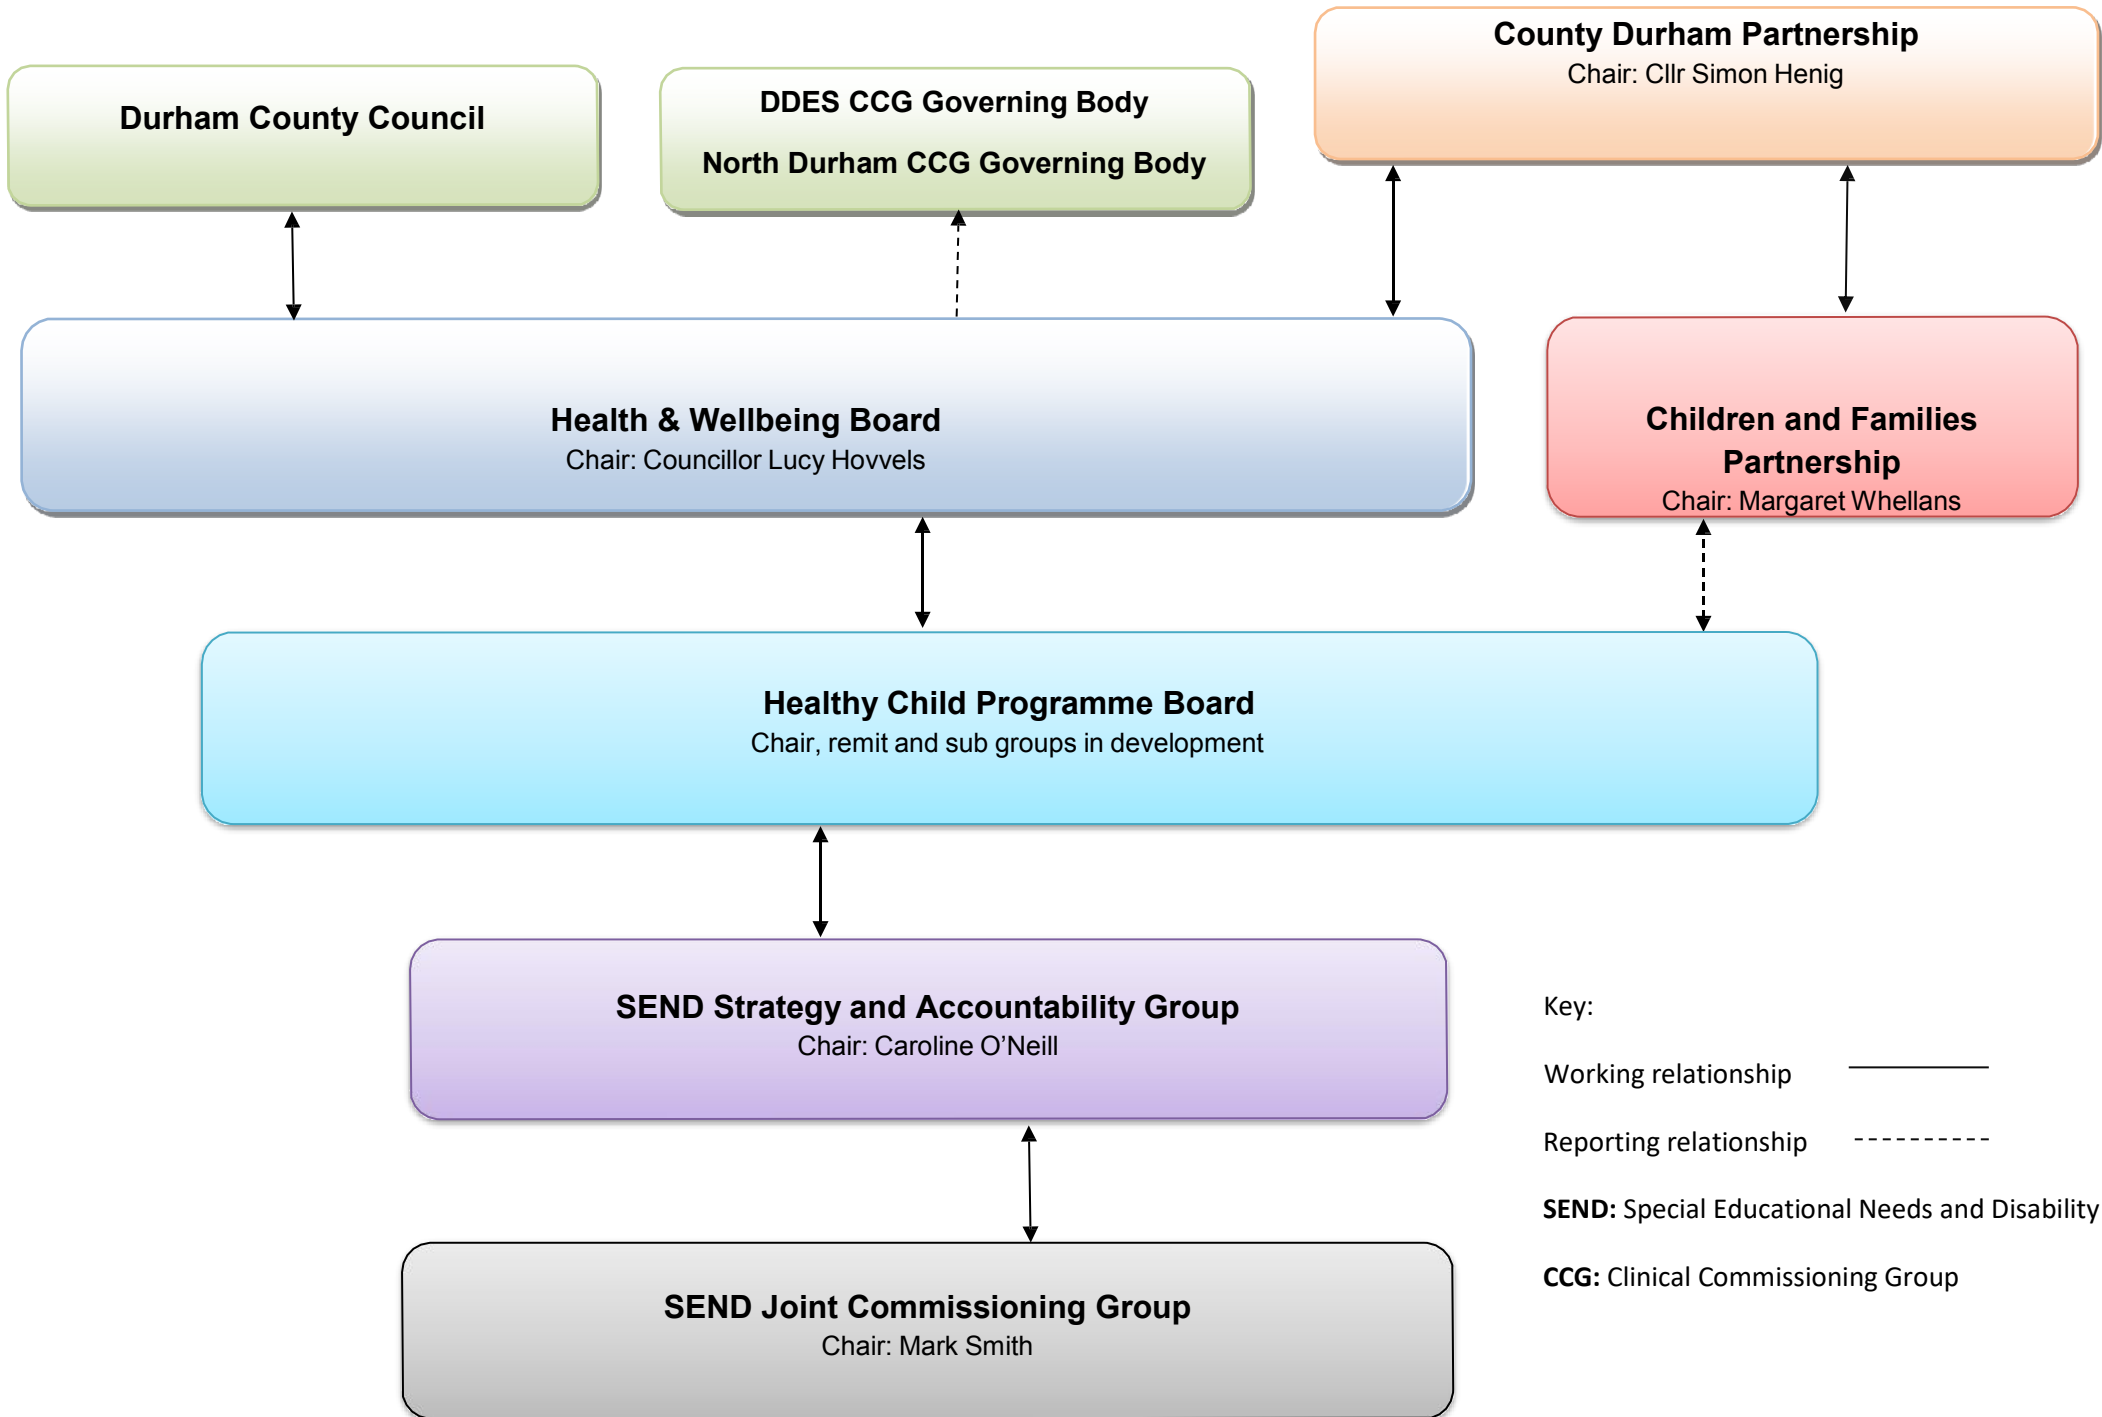 County Durham Partnership
Chair: Cllr Simon Henig
Durham County Council
DDES CCG Governing Body
North Durham CCG Governing Body
Health & Wellbeing Board
Chair: Councillor Lucy Hovvels
Children and Families
Partnership
Chair: Margaret Whellans
Healthy Child Programme Board
Chair, remit and sub groups in development
SEND Strategy and Accountability Group
Chair: Caroline O’Neill
SEND Joint Commissioning Group
Chair: Mark Smith
Key:
Working relationship
Reporting relationship
SEND: Special Educational Needs and Disability
CCG: Clinical Commissioning Group